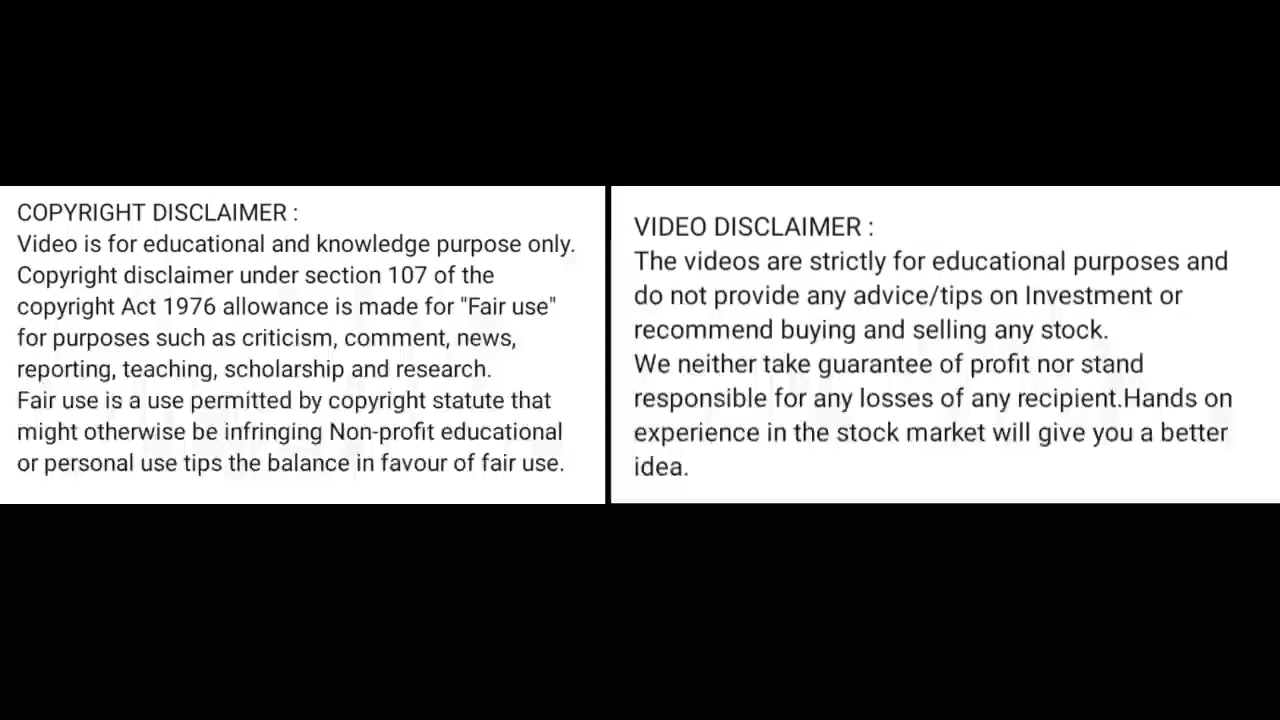 COPYRIGHT DISCLAIMER :
Video is for educational and knowledge purpose only.
Copyright disclaimer under section 107 of the
copyright Act 1976 allowance is made for "Fair use"
for purposes such as criticism, comment, news,
reporting, teaching, scholarship and research.
Fair use is a use permitted by copyright statute that
might otherwise be infringing Non-profit educational
or personal use tips the balance in favour of fair use.
VIDEO DISCLAIMER :
The videos are strictly for educational purposes and
do not provide any advice/tips on Investment or
recommend buying and selling any stock.
We neither take guarantee of profit nor stand
responsible for any losses of any recipient.Hands on
experience in the stock market will give you a better
idea.